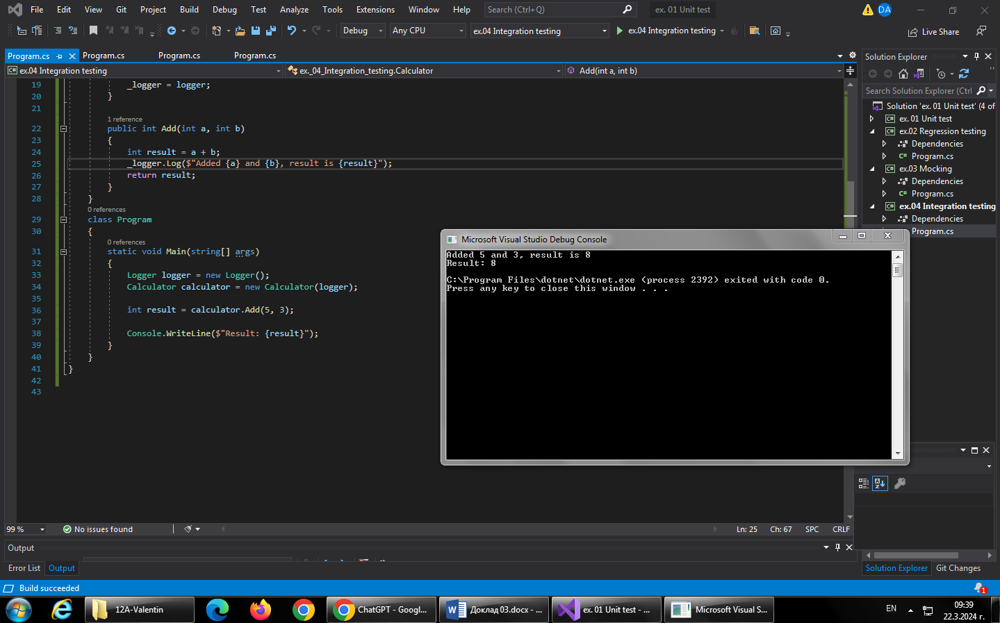 File Edit View Git Project Build Debug Test Analyze Tools Extensions Window Help Search (Ctrl+Q) ex. 01 Unit test DA
Debug Any CPU ex.04 Integration testing ex.04 Integration testing Live Share
Program.cs Program.cs Program.cs Program.cs
ex.04 Integration testing ex._04_Integration_testing.Calculator Add(int a, int b)
19 _logger = logger;
20 }
21
1 reference
22 public int Add(int a, int b)
23 {
24 int result = a + b;
25 _logger.Log($"Added {a} and {b}, result is {result}");
26 return result;
27 }
28 }
0 references
29 class Program
30 {
0 references
31 static void Main(string[] args)
32 {
33 Logger logger = new Logger();
34 Calculator calculator = new Calculator(logger);
35
36 int result = calculator.Add(5, 3);
37
38 Console.WriteLine($"Result: {result}");
39 }
40 }
41 }
42
43
Solution Explorer
Search Solution Explorer (Ctrl
Solution 'ex. 01 Unit test' (4 of
C# ex. 01 Unit test
C# ex.02 Regression testing
Dependencies
C# Program.cs
C# ex.03 Mocking
Dependencies
C# Program.cs
C# ex.04 Integration testing
Dependencies
Program.cs
Microsoft Visual Studio Debug Console
Added 5 and 3, result is 8
Result: 8
C:\Program Files\dotnet\dotnet.exe (process 2392) exited with code 0.
Press any key to close this window . . .
99 % No issues found Ln: 25 Ch: 67 SPC CRLF
Output
Error List Output Solution Explorer Git Changes
Build succeeded 1
12A-Valentin ChatGPT - Googl... Доклад 03.docx - ... ex. 01 Unit test - ... Microsoft Visual S... EN 09:39
22.3.2024 г.